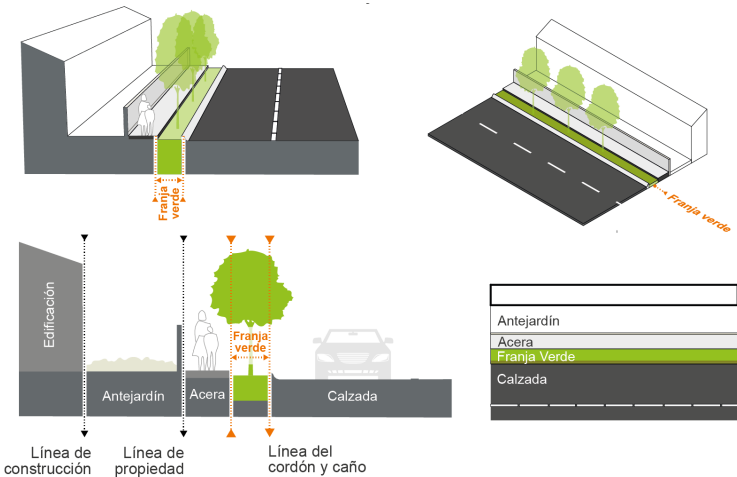 Franja
verde
Franja verde
Edificación
Franja
verde
Antejardín
Acera
Calzada
Línea de
construcción
Línea de
propiedad
Línea del
cordón y caño
Antejardín
Acera
Franja Verde
Calzada